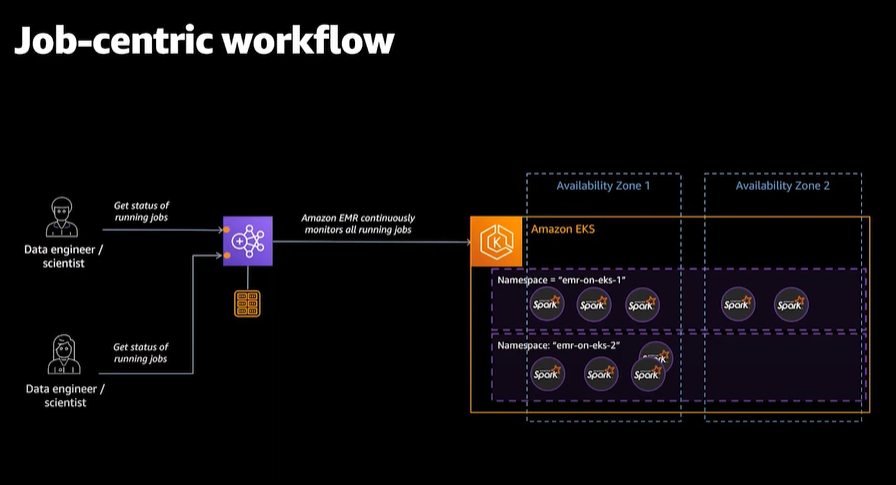 Job-centric workflow
Get status of
running jobs
Data engineer /
scientist
Amazon EMR continuously
monitors all running jobs
Availability Zone 1
Availability Zone 2
Amazon EKS
Namespace = "emr-on-eks-1"
Spark
Spark
Spark
Spark
Spark
Namespace: "emr-on-eks-2"
Spark
Spark
Spark
Spark
Get status of
running jobs
Data engineer /
scientist